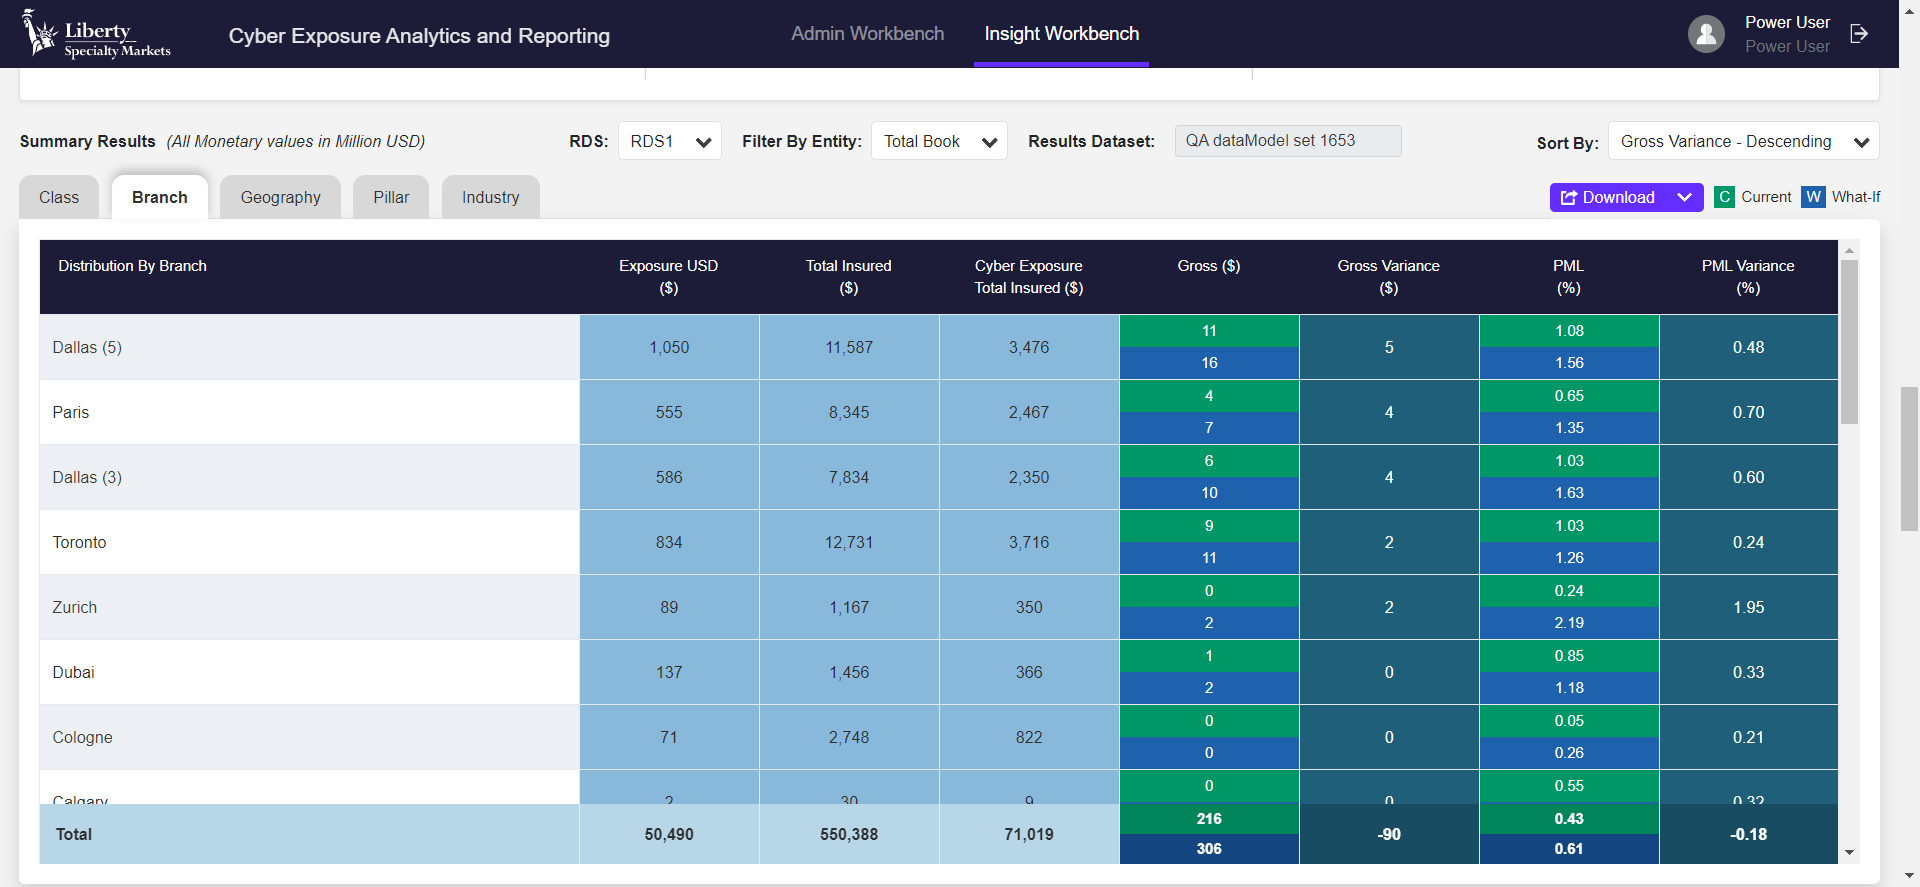 Liberty
Specialty Markets
Cyber Exposure Analytics and Reporting
Admin Workbench
Insight Workbench
Power User
Power User
Summary Results (All Monetary values in Million USD)
RDS: RDS1
Filter By Entity: Total Book
Results Dataset: QA dataModel set 1653
Sort By: Gross Variance - Descending
Class
Branch
Geography
Pillar
Industry
Download
C Current
W What-If
Distribution By Branch
Exposure USD
($)
Total Insured
($)
Cyber Exposure
Total Insured ($)
Gross ($)
Gross Variance
($)
PML
(%)
PML Variance
(%)
Dallas (5) 1,050 11,587 3,476 11 16 5 1.08 1.56 0.48
Paris 555 8,345 2,467 4 7 4 0.65 1.35 0.70
Dallas (3) 586 7,834 2,350 6 10 4 1.03 1.63 0.60
Toronto 834 12,731 3,716 9 11 2 1.03 1.26 0.24
Zurich 89 1,167 350 0 2 2 0.24 2.19 1.95
Dubai 137 1,456 366 1 2 0 0.85 1.18 0.33
Cologne 71 2,748 822 0 0 0 0.05 0.26 0.21
Calgary 2 30 9 0 0 0.55 0.32
Total 50,490 550,388 71,019 216 306 -90 0.43 0.61 -0.18